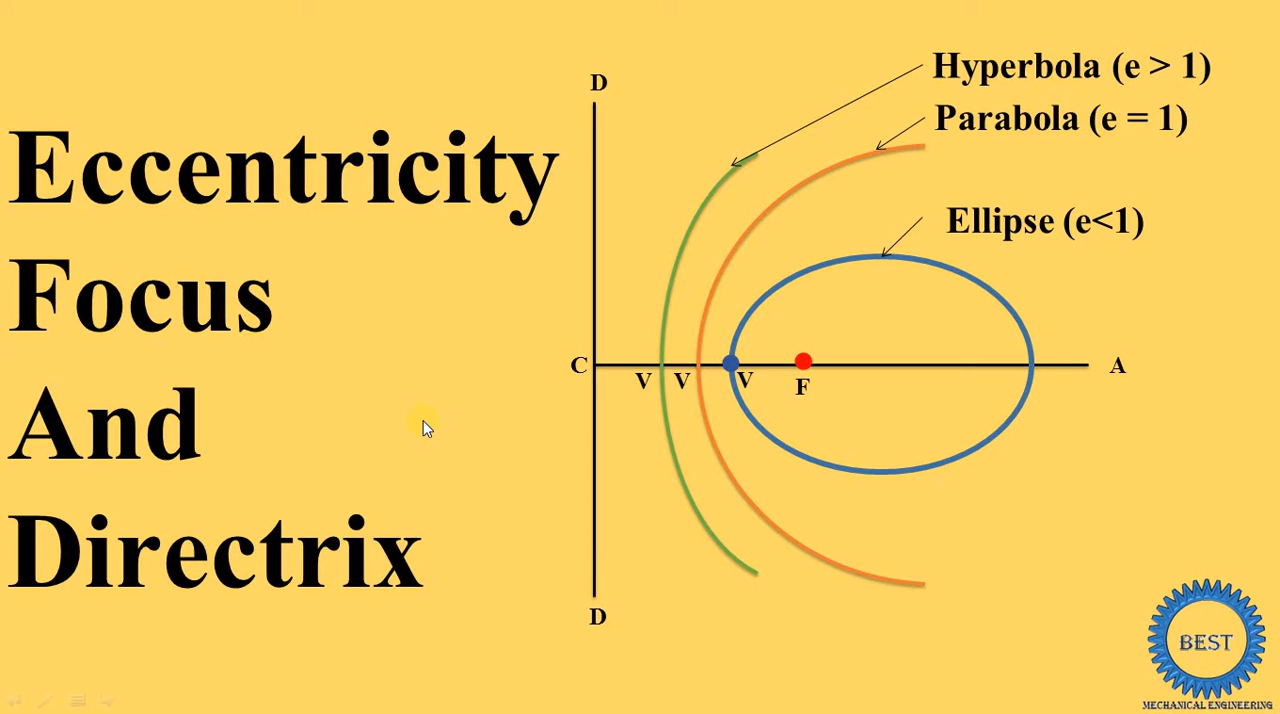 Eccentricity
Focus
And
Directrix
D
Hyperbola (e > 1)
Parabola (e = 1)
Ellipse (e<1)
C
V
V
V
F
A
D
BEST
MECHANICAL ENGINEERING